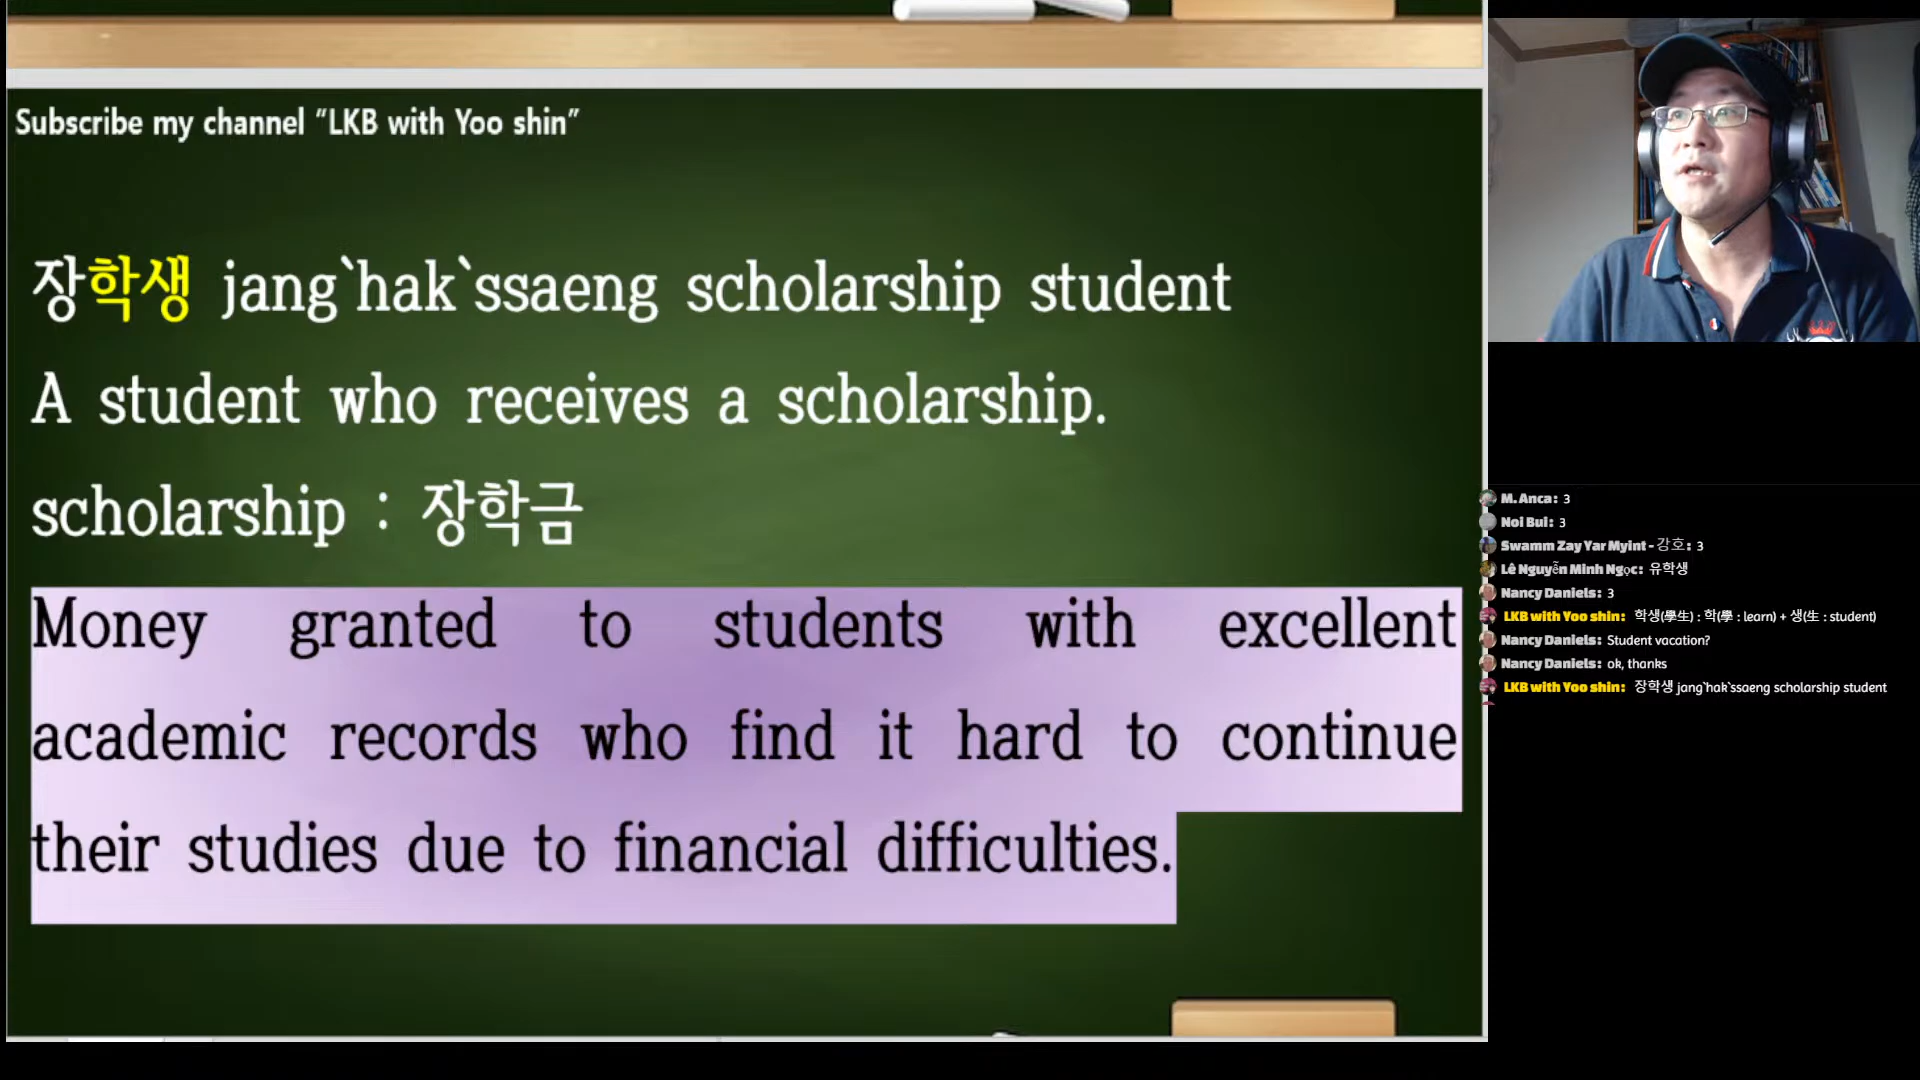 Subscribe my channel "LKB with Yoo shin"
장학생 jang`hak`ssaeng scholarship student
A student who receives a scholarship.
scholarship : 장학금
Money granted to students with excellent
academic records who find it hard to continue
their studies due to financial difficulties.
M. Anca: 3
Noi Bui: 3
Swamm Zay Yar Myint - 강호: 3
Lê Nguyễn Minh Ngọc: 유학생
Nancy Daniels: 3
LKB with Yoo shin: 학생(學生) : 학(學 : learn) + 생(生 : student)
Nancy Daniels: Student vacation?
Nancy Daniels: ok, thanks
LKB with Yoo shin: 장학생 jang`hak`ssaeng scholarship student